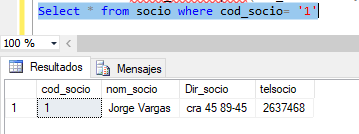 Select * from socio where cod_socio= '1'
100 %
Resultados Mensajes
cod_socio nom_socio Dir_socio telsocio
1 1 Jorge Vargas cra 45 89-45 2637468